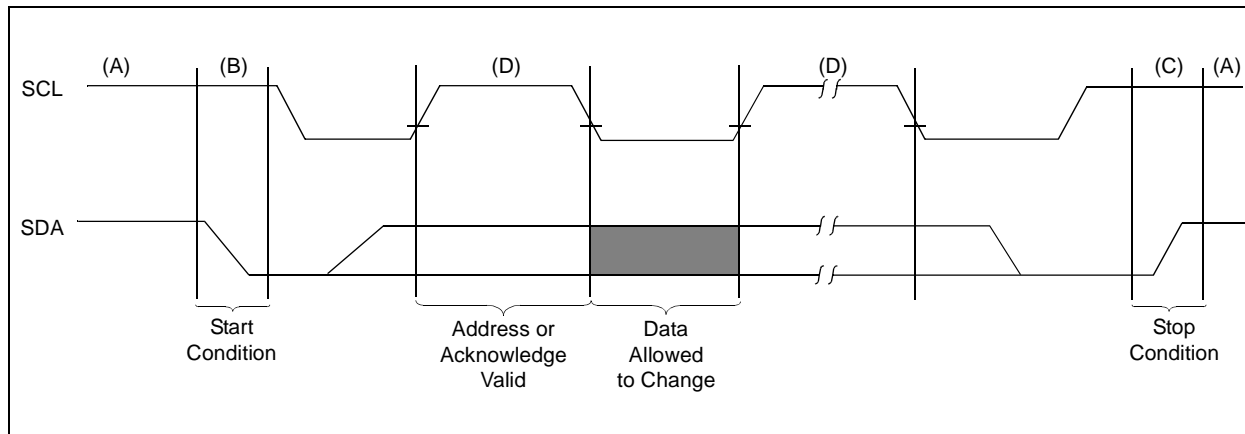 (A) (B) (D) (D) (C) (A)
SCL
SDA
Start
Condition
Address or
Acknowledge
Valid
Data
Allowed
to Change
Stop
Condition